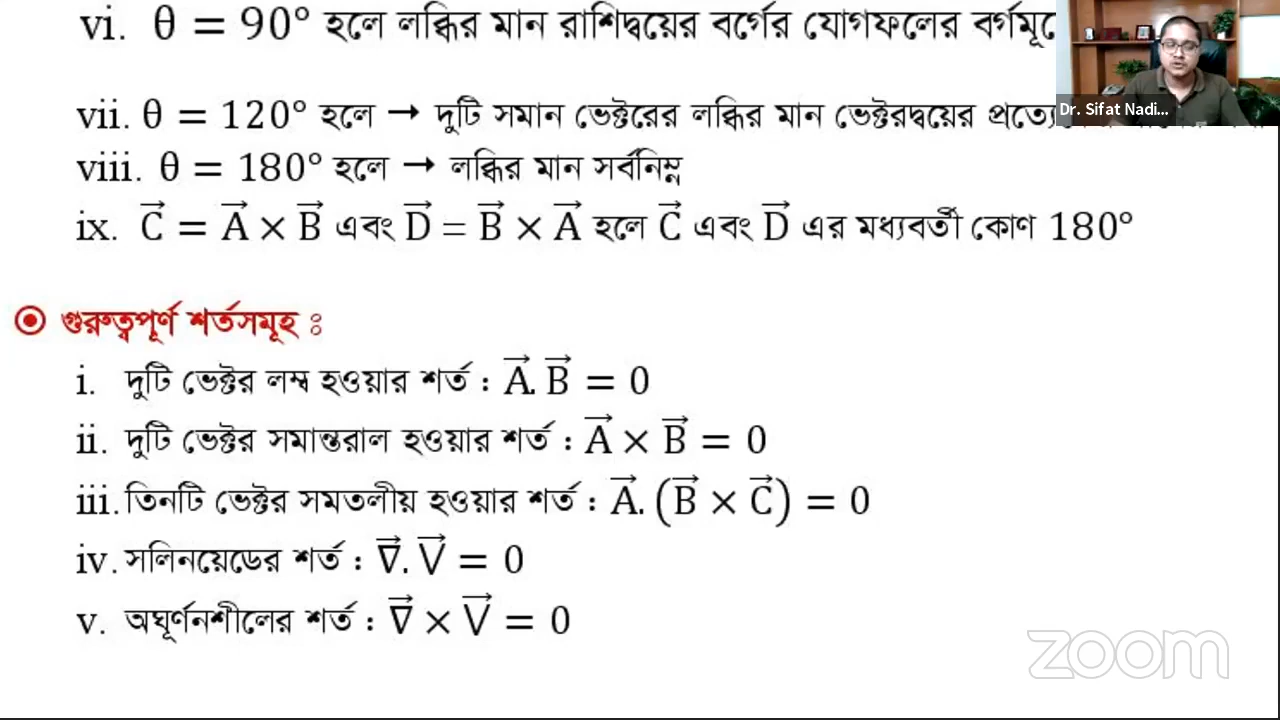 vi. θ = 90° হলে লব্ধির মান রাশিদ্বয়ের বর্গের যোগফলের
Dr. Sifat Nadi...
vii. θ = 120° হলে → দুটি সমান ভেক্টরের লব্ধির মান ভেক্টরদ্বয়ের
viii. θ = 180° হলে → লব্ধির মান সর্বনিম্ন
ix. C⃗ = A⃗ × B⃗ এবং D⃗ = B⃗ × A⃗ হলে C⃗ এবং D⃗ এর মধ্যবর্তী কোণ 180°
গুরুত্বপূর্ণ শর্তসমূহ ঃ
i. দুটি ভেক্টর লম্ব হওয়ার শর্ত : A⃗. B⃗ = 0
ii. দুটি ভেক্টর সমান্তরাল হওয়ার শর্ত : A⃗ × B⃗ = 0
iii. তিনটি ভেক্টর সমতলীয় হওয়ার শর্ত : A⃗. (B⃗ × C⃗) = 0
iv. সলিনয়েডের শর্ত : ∇⃗. V⃗ = 0
v. অঘূর্ণনশীলের শর্ত : ∇⃗ × V⃗ = 0
zoom